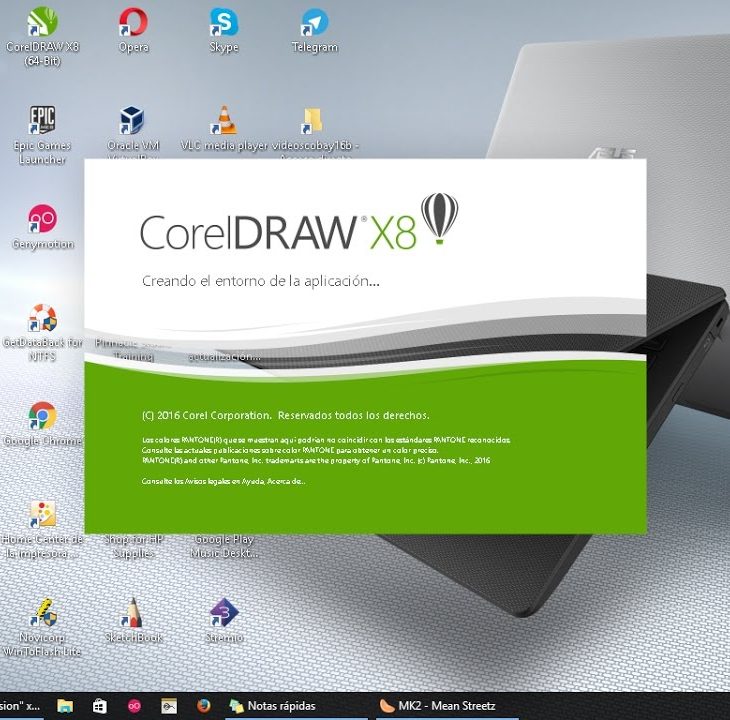 CorelDRAW X8
(64-Bit)
Opera
Skype
Telegram
EPIC
GAMES
Epic Games
Launcher
Oracle VM
VLC media player
videoscobay16b -
ASUS
CorelDRAW® X8
Creando el entorno de la aplicación...
Genymotion
GetDataBack for
NTFS
Training
actualización...
(C) 2016 Corel Corporation. Reservados todos los derechos.
Los colores PANTONE(R) que se muestran aquí podrían no coincidir con los estándares PANTONE reconocidos.
Consulte las actuales publicaciones sobre color PANTONE para obtener un color preciso.
PANTONE(R) and other Pantone, Inc. trademarks are the property of Pantone, Inc. (c) Pantone, Inc., 2016
Consulte los Avisos legales en Ayuda, Acerca de...
Google Chrome
Home Center de
la impresora...
Shop for HP
Supplies
Google Play
Music Deskt...
Novicorp
WinToFlash Lite
SketchBook
3
Stremio
sion" x...
Notas rápidas
MK2 - Mean Streetz